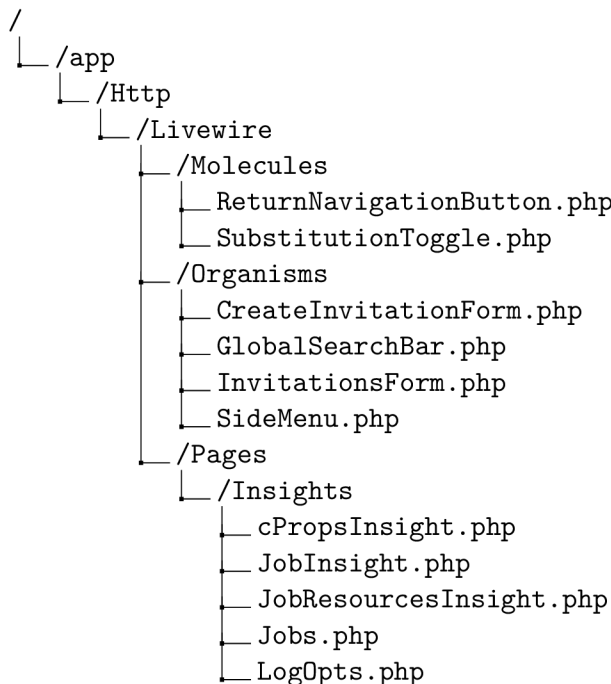 /
/app
/Http
/Livewire
/Molecules
ReturnNavigationButton.php
SubstitutionToggle.php
/Organisms
CreateInvitationForm.php
GlobalSearchBar.php
InvitationsForm.php
SideMenu.php
/Pages
/Insights
cPropsInsight.php
JobInsight.php
JobResourcesInsight.php
Jobs.php
LogOpts.php